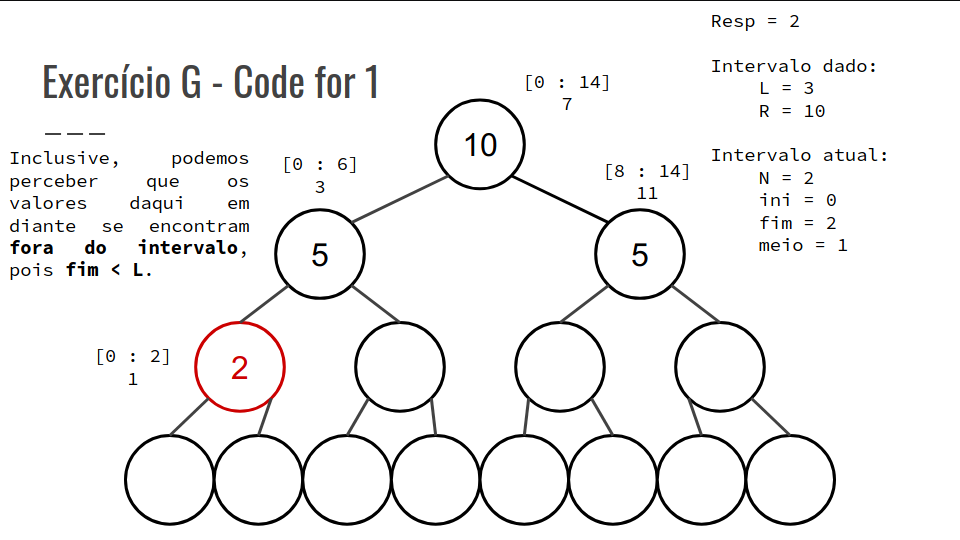 Exercício G - Code for 1
Inclusive, podemos
perceber que os
valores daqui em
diante se encontram
fora do intervalo,
pois fim < L.
[0 : 14]
7
10
[0 : 6]
3
5
[8 : 14]
11
5
[0 : 2]
1
2
Resp = 2
Intervalo dado:
L = 3
R = 10
Intervalo atual:
N = 2
ini = 0
fim = 2
meio = 1